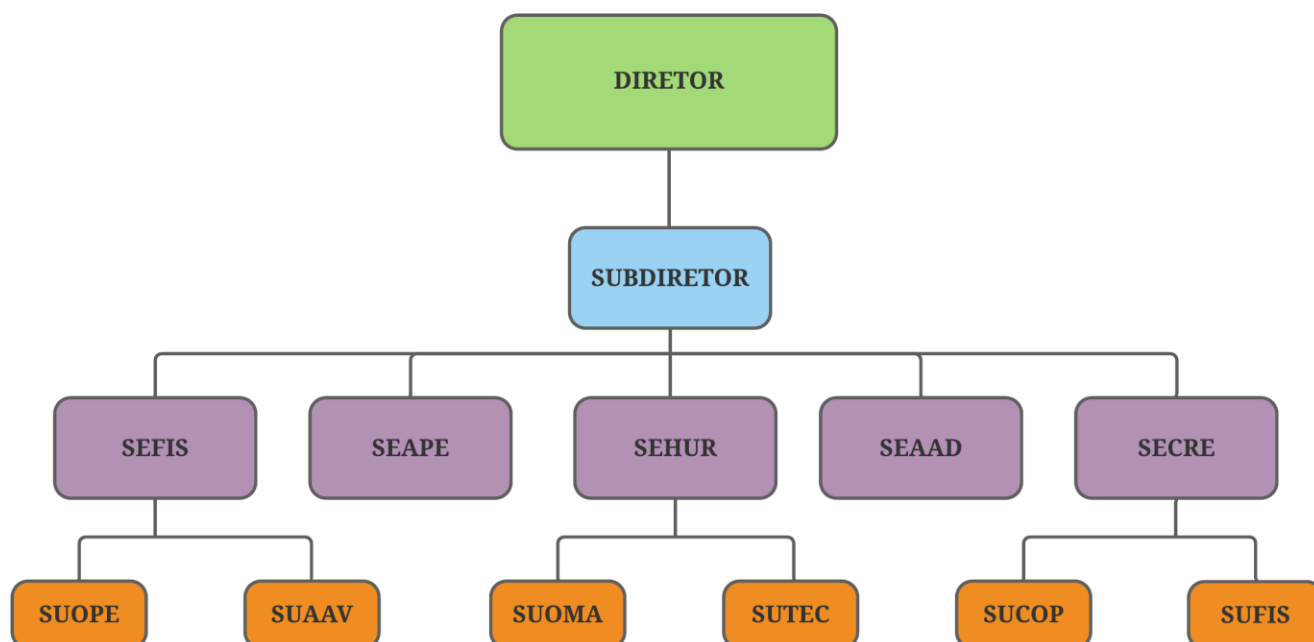 DIRETOR
SUBDIRETOR
SEFIS
SEAPE
SEHUR
SEAAD
SECRE
SUOPE
SUAAV
SUOMA
SUTEC
SUCOP
SUFIS